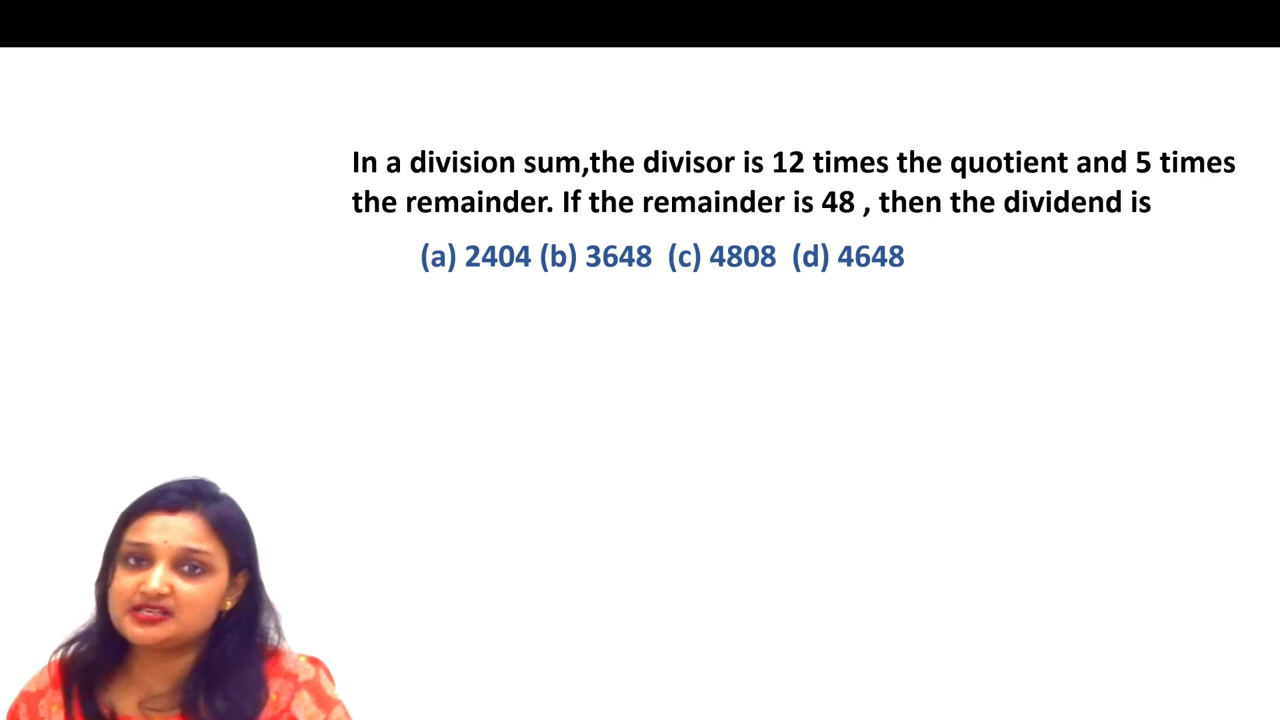 In a division sum,the divisor is 12 times the quotient and 5 times
the remainder. If the remainder is 48 , then the dividend is
(a) 2404 (b) 3648 (c) 4808 (d) 4648